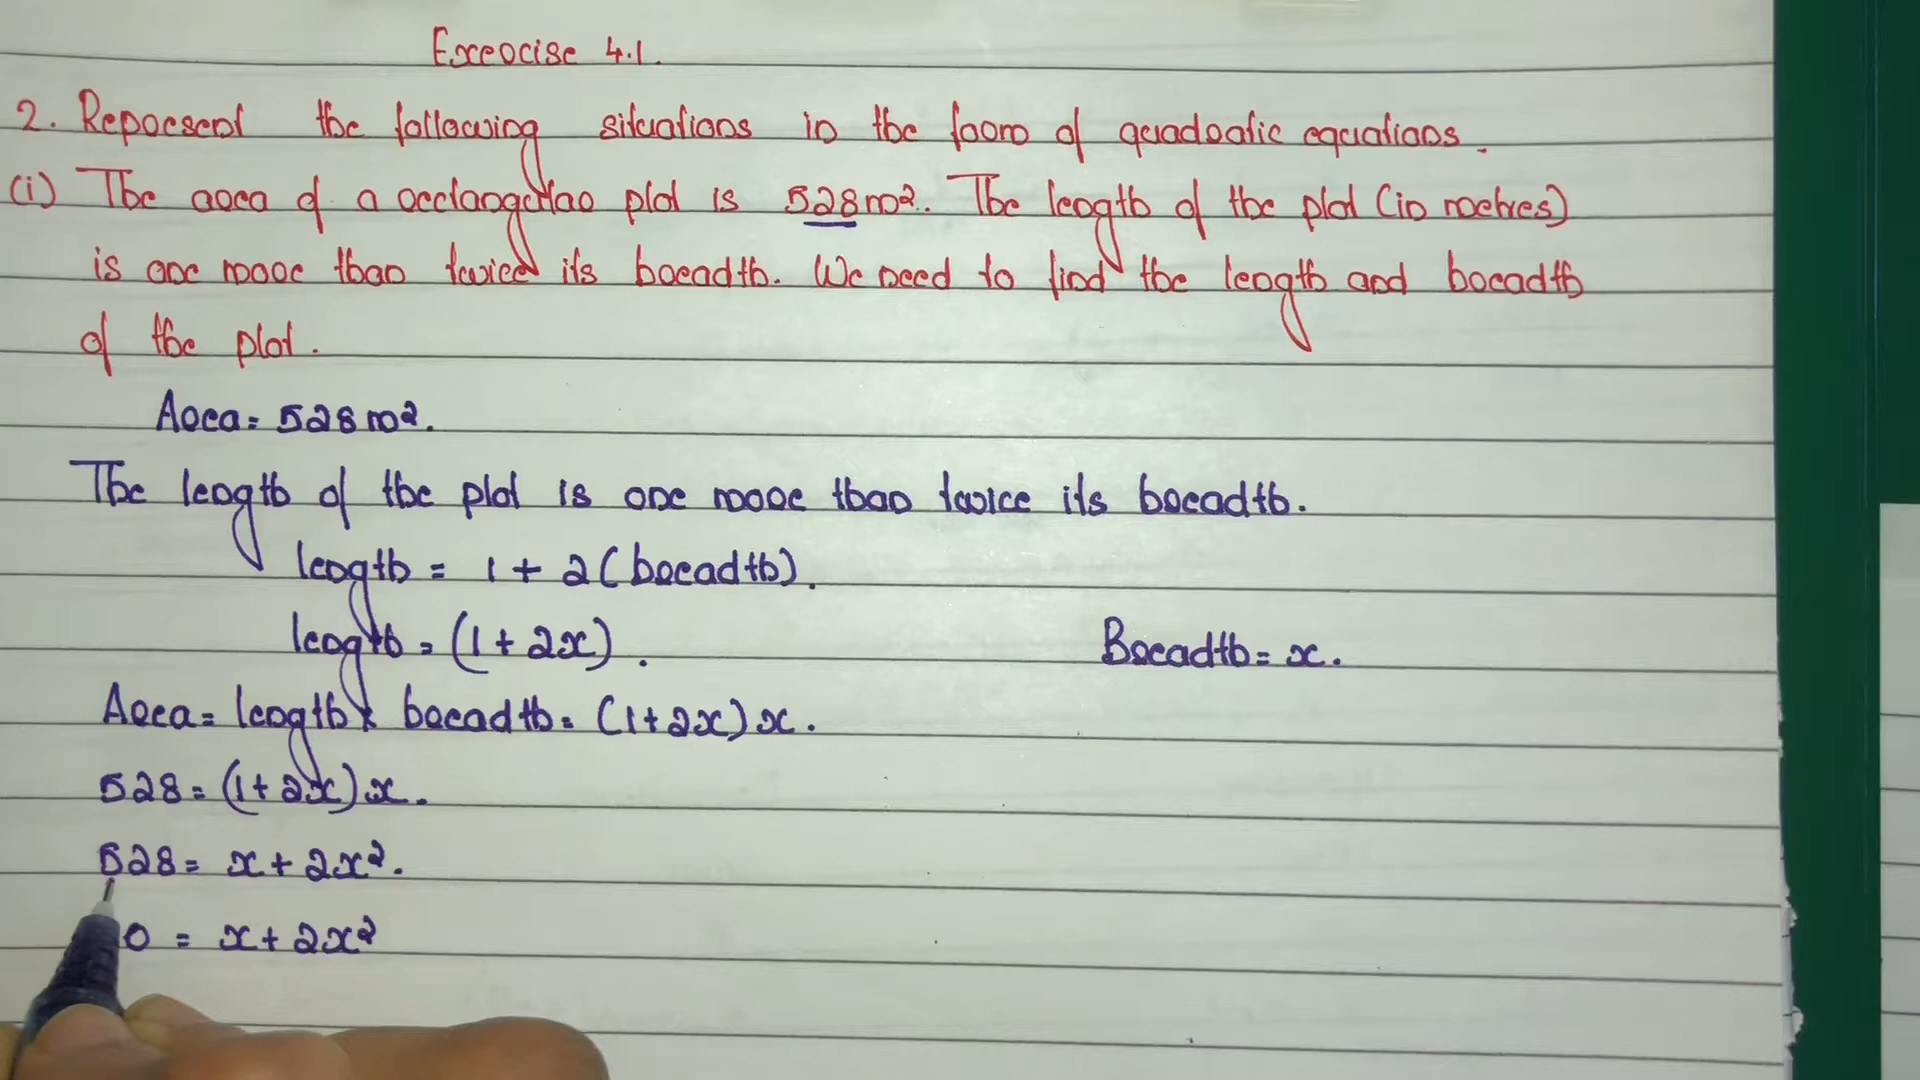 Exercise 4.1.
2. Represent the following situations in the form of quadratic equations.
(i) The area of a rectangular plot is 528m². The length of the plot (in metres)
is one more than twice its breadth. We need to find the length and breadth
of the plot.
Area = 528m².
The length of the plot is one more than twice its breadth.
length = 1 + 2(breadth).
length = (1 + 2x). Breadth = x.
Area = length × breadth = (1+2x)x.
528 = (1+2x)x.
528 = x + 2x².
0 = x + 2x²